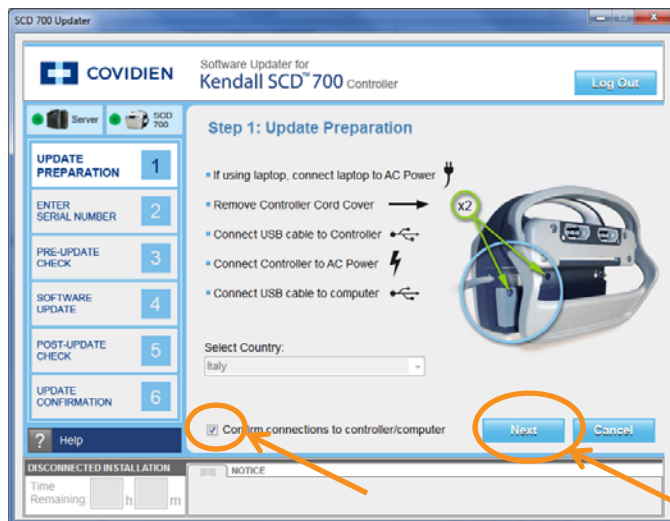 SCD 700 Updater
COVIDIEN
Software Updater for
Kendall SCD™ 700 Controller
Log Out
Server
SCD
700
UPDATE
PREPARATION
1
ENTER
SERIAL NUMBER
2
PRE-UPDATE
CHECK
3
SOFTWARE
UPDATE
4
POST-UPDATE
CHECK
5
UPDATE
CONFIRMATION
6
? Help
Step 1: Update Preparation
If using laptop, connect laptop to AC Power
Remove Controller Cord Cover
x2
Connect USB cable to Controller
Connect Controller to AC Power
Connect USB cable to computer
Select Country:
Italy
Confirm connections to controller/computer
Next
Cancel
DISCONNECTED INSTALLATION
Time
Remaining: h m
NOTICE